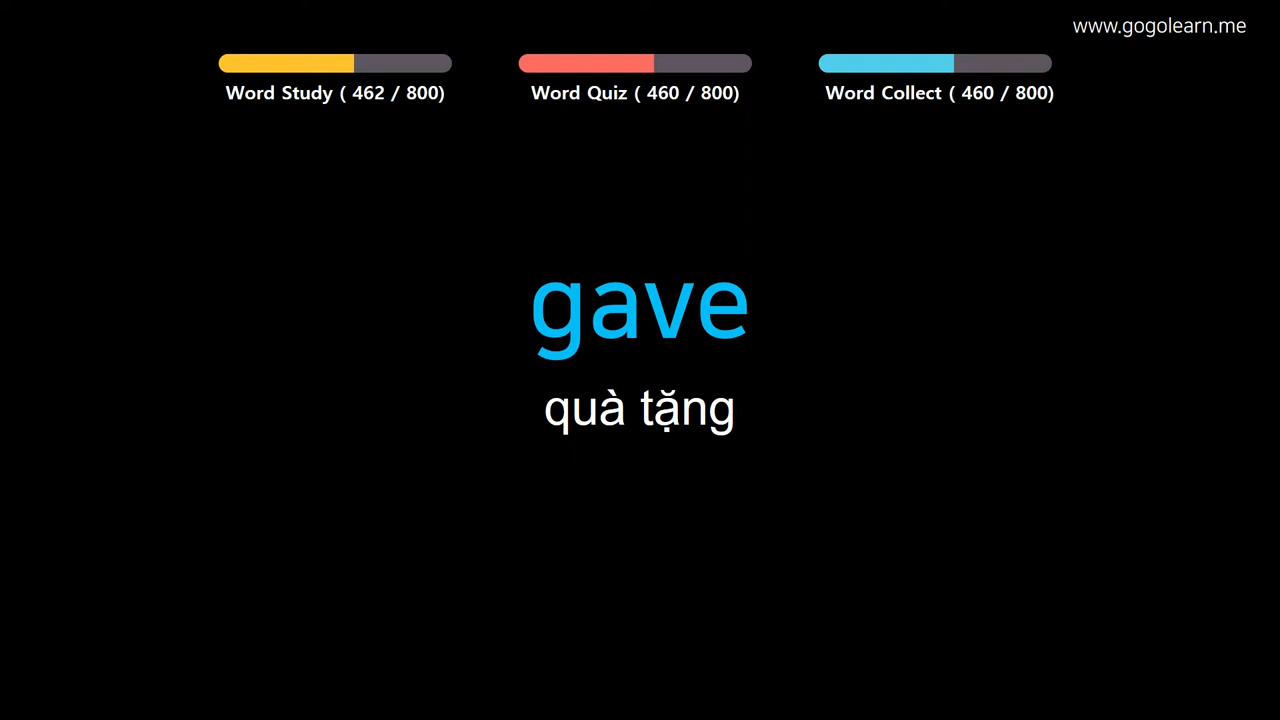 www.gogolearn.me
Word Study ( 462 / 800)
Word Quiz ( 460 / 800)
Word Collect ( 460 / 800)
gave
quà tặng